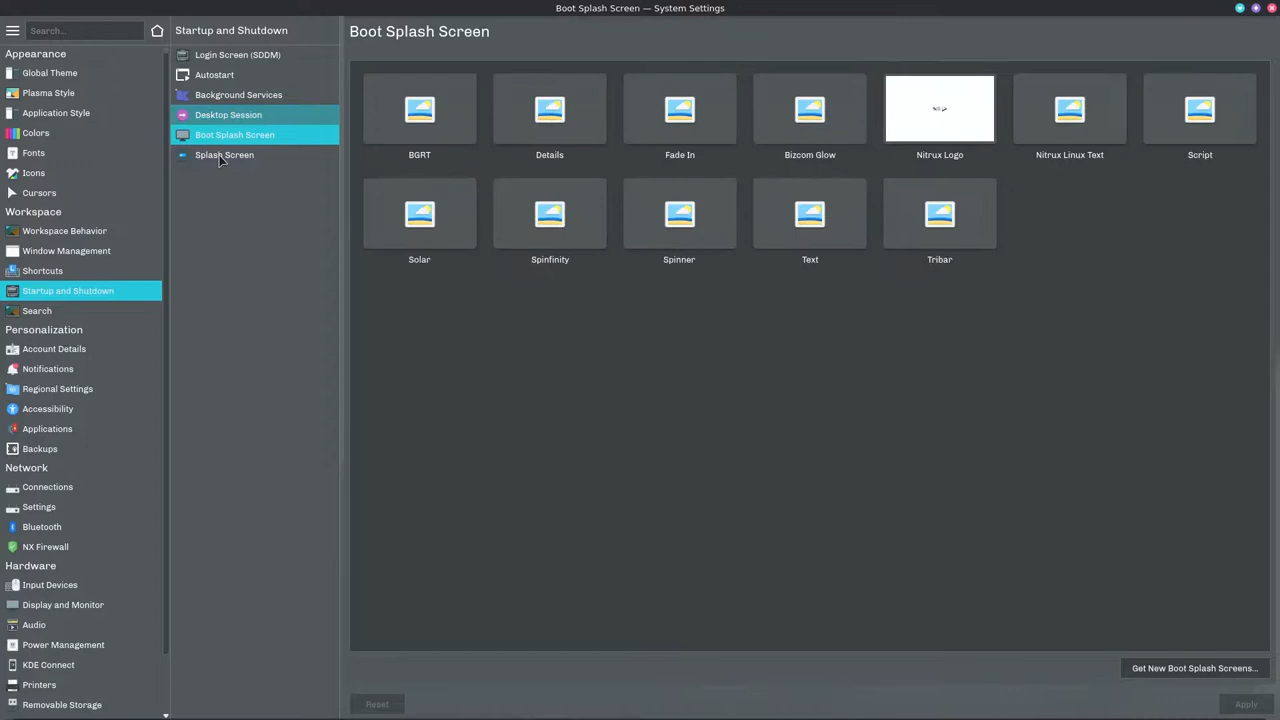 Boot Splash Screen — System Settings
Search...
Appearance
Global Theme
Plasma Style
Application Style
Colors
Fonts
Icons
Cursors
Workspace
Workspace Behavior
Window Management
Shortcuts
Startup and Shutdown
Search
Personalization
Account Details
Notifications
Regional Settings
Accessibility
Applications
Backups
Network
Connections
Settings
Bluetooth
NX Firewall
Hardware
Input Devices
Display and Monitor
Audio
Power Management
KDE Connect
Printers
Removable Storage
Startup and Shutdown
Login Screen (SDDM)
Autostart
Background Services
Desktop Session
Boot Splash Screen
Splash Screen
Boot Splash Screen
BGRT
Details
Fade In
Bizcom Glow
Nitrux Logo
Nitrux Linux Text
Script
Solar
Spinfinity
Spinner
Text
Tribar
Get New Boot Splash Screens...
Reset
Apply